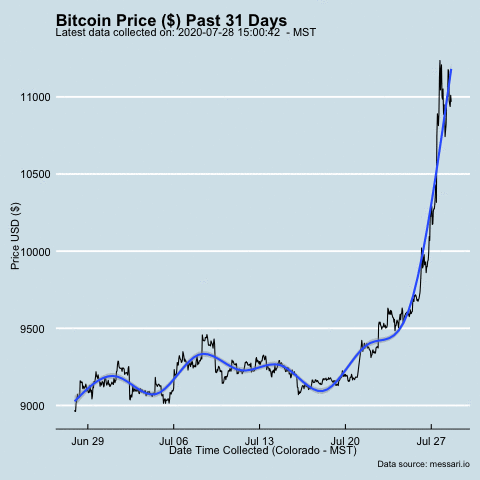 Bitcoin Price ($) Past 31 Days
Latest data collected on: 2020-07-28 15:00:42  - MST
Price USD ($)
11000
10500
10000
9500
9000
Jun 29 Jul 06 Jul 13 Jul 20 Jul 27
Date Time Collected (Colorado - MST)
Data source: messari.io